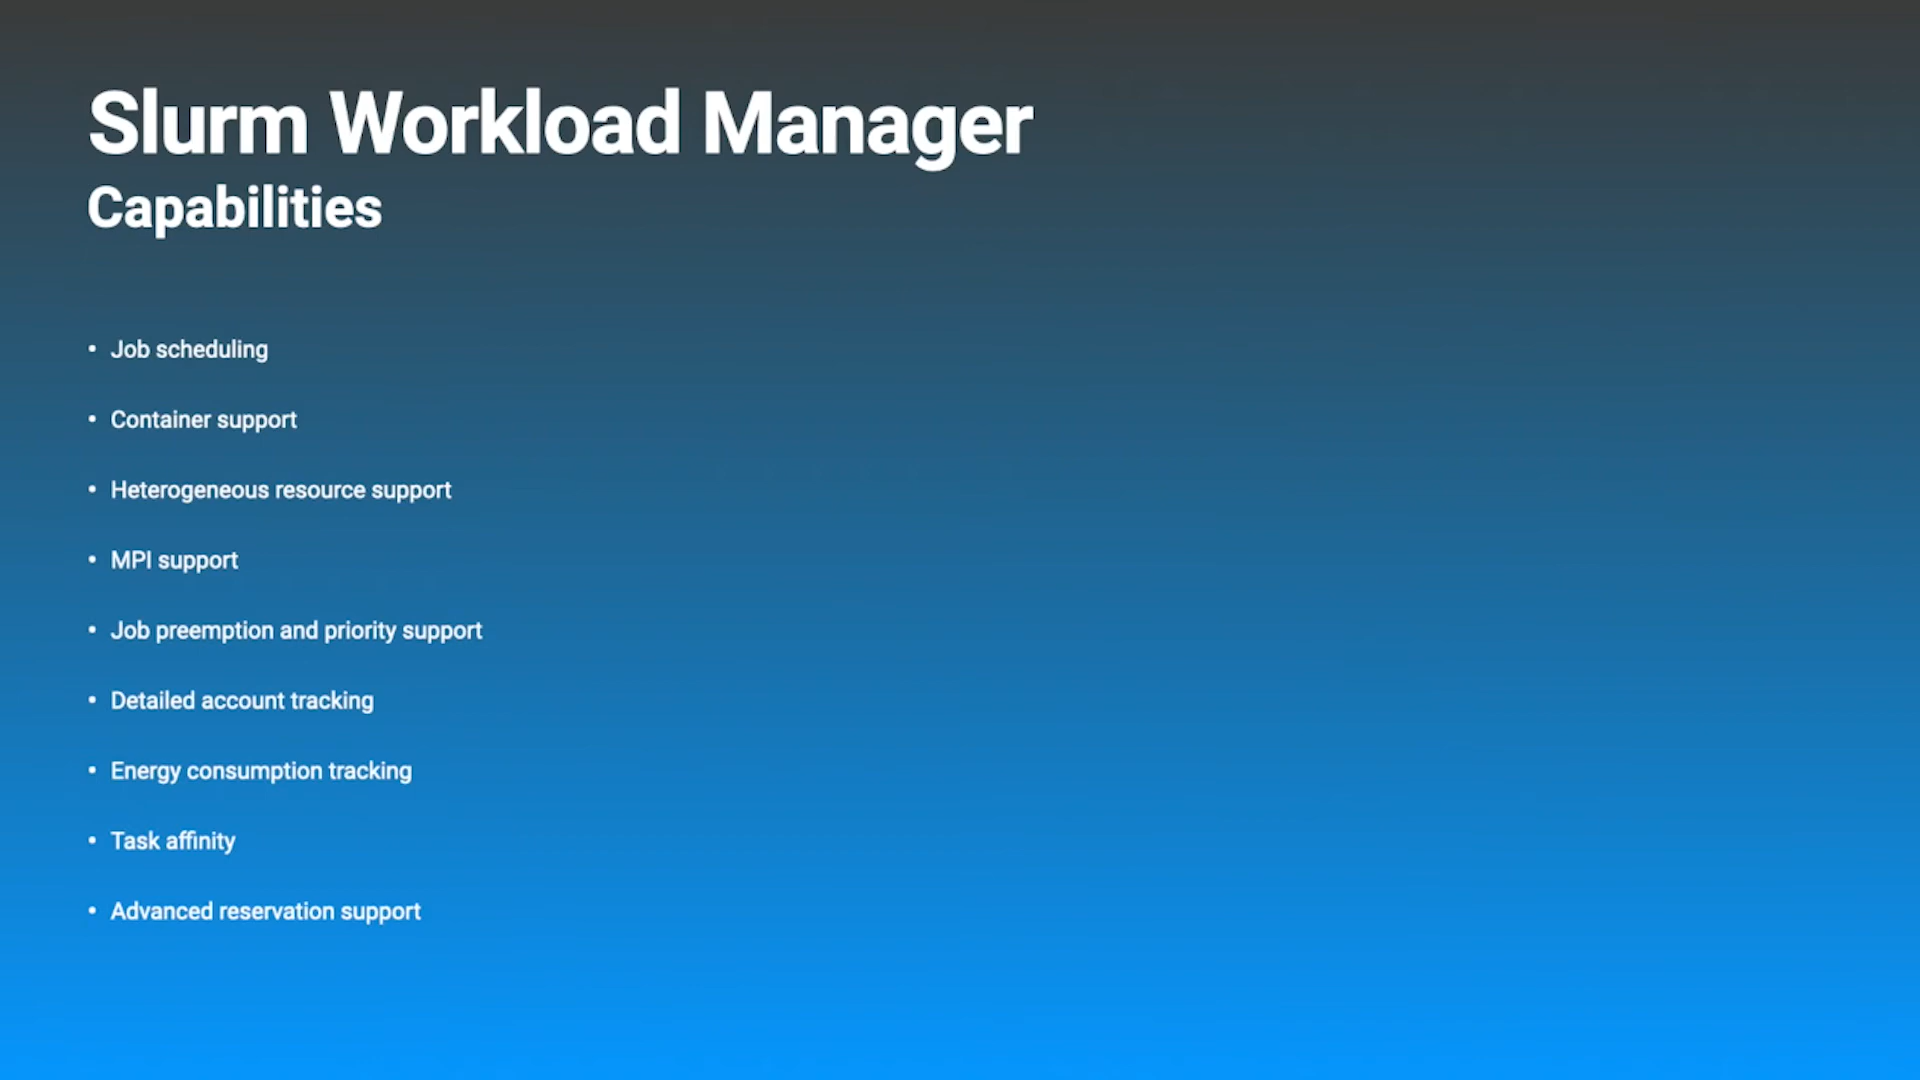 Slurm Workload Manager
Capabilities
• Job scheduling
• Container support
• Heterogeneous resource support
• MPI support
• Job preemption and priority support
• Detailed account tracking
• Energy consumption tracking
• Task affinity
• Advanced reservation support